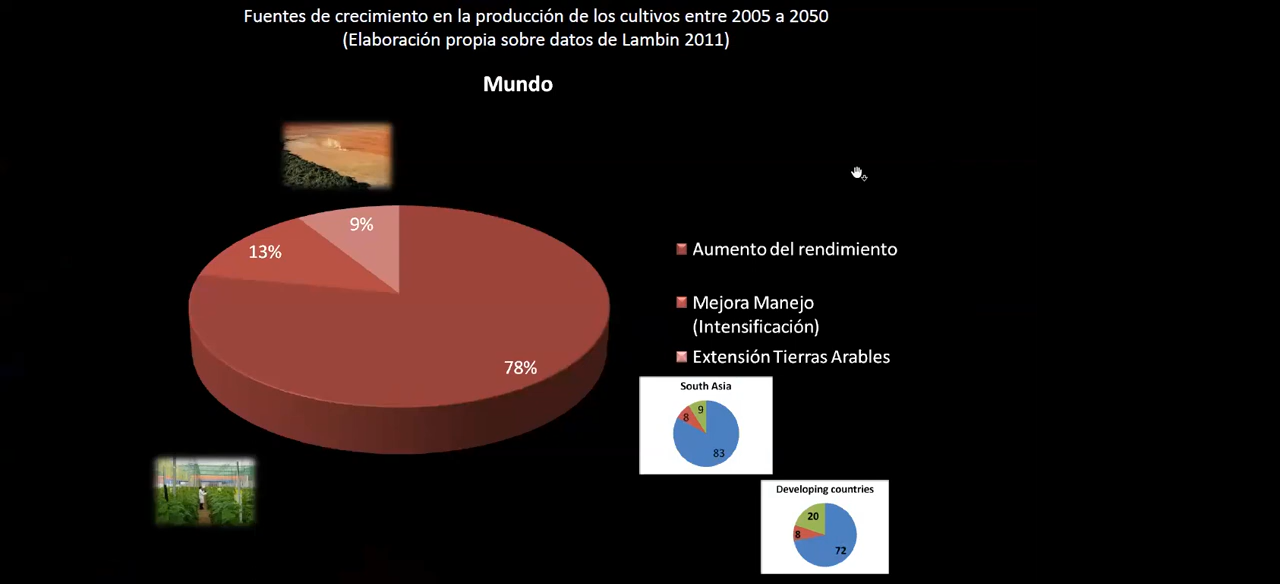 Fuentes de crecimiento en la producción de los cultivos entre 2005 a 2050
(Elaboración propia sobre datos de Lambin 2011)
Mundo
9%
13%
78%
Aumento del rendimiento
Mejora Manejo
(Intensificación)
Extensión Tierras Arables
South Asia
9
8
83
Developing countries
20
8
72